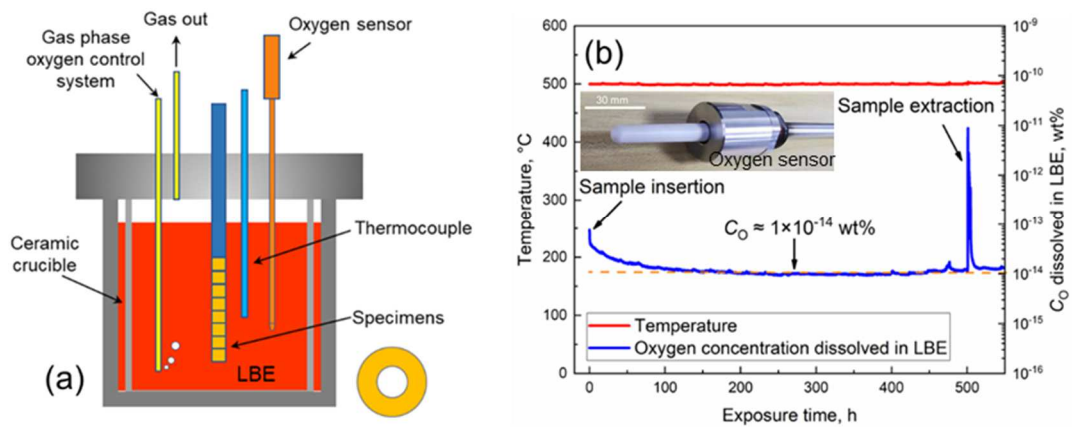 Gas out
Gas phase
oxygen control
system
Oxygen sensor
Ceramic
crucible
Thermocouple
Specimens
LBE
(a)
(b)
600
500
400
300
200
100
0
Temperature, °C
10⁻⁹
10⁻¹⁰
10⁻¹¹
10⁻¹²
10⁻¹³
10⁻¹⁴
10⁻¹⁵
10⁻¹⁶
C_O dissolved in LBE, wt%
30 mm
Oxygen sensor
Sample extraction
Sample insertion
C_O ≈ 1×10⁻¹⁴ wt%
Temperature
Oxygen concentration dissolved in LBE
0
100
200
300
400
500
Exposure time, h